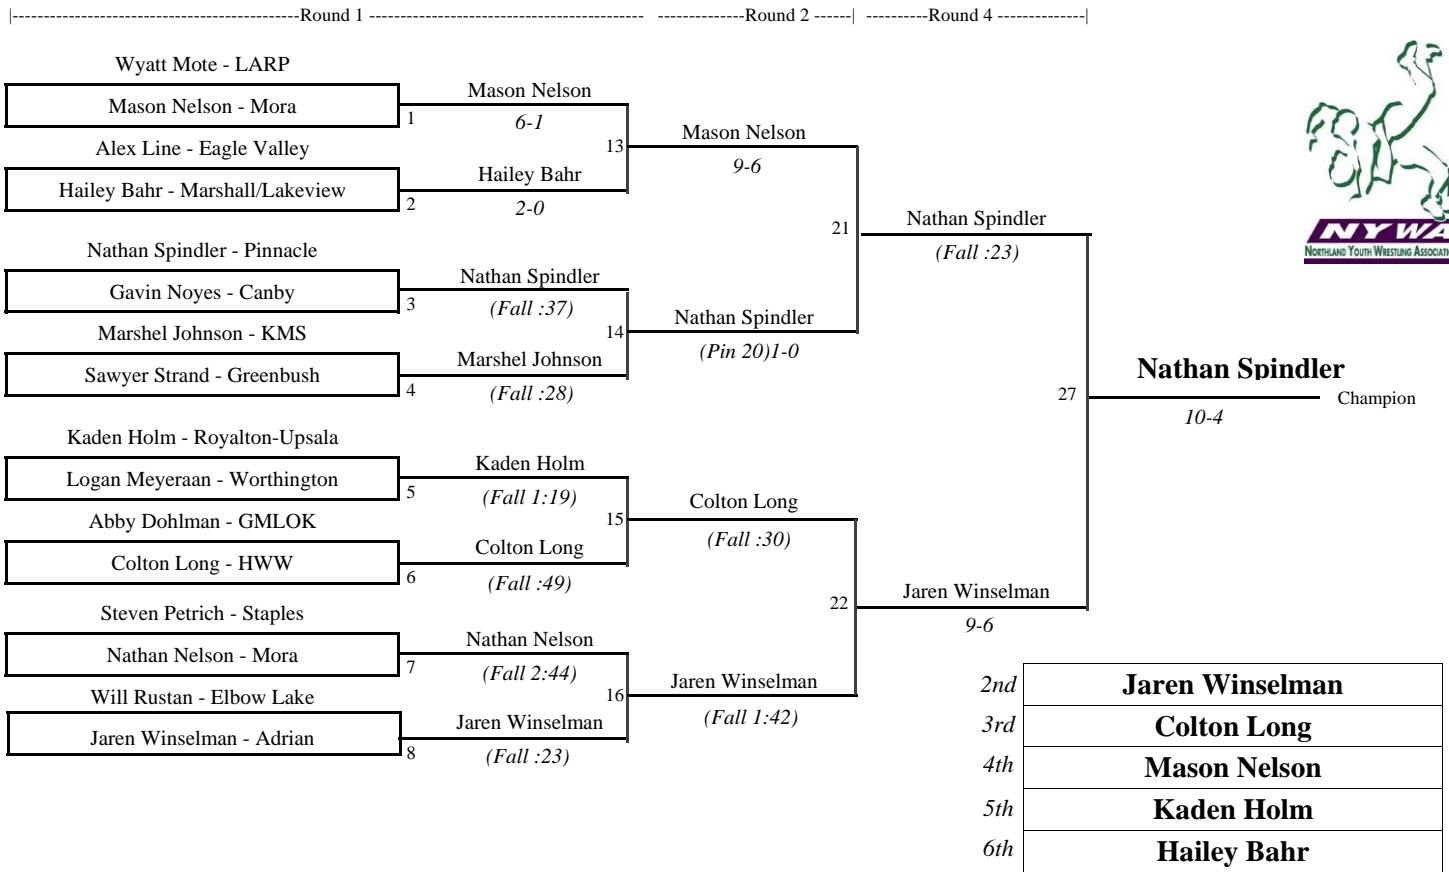 |----------------------------------------------Round 1 -------------------------------------------- --------------Round 2 ------| ----------Round 4 --------------|
Wyatt Mote - LARP
Mason Nelson - Mora
1
Mason Nelson
6-1
Alex Line - Eagle Valley
Hailey Bahr - Marshall/Lakeview
2
Hailey Bahr
2-0
13
Mason Nelson
9-6
Nathan Spindler - Pinnacle
Gavin Noyes - Canby
3
Nathan Spindler
(Fall :37)
Marshel Johnson - KMS
Sawyer Strand - Greenbush
4
Marshel Johnson
(Fall :28)
14
Nathan Spindler
(Pin 20)1-0
21
Nathan Spindler
(Fall :23)
Kaden Holm - Royalton-Upsala
Logan Meyeraan - Worthington
5
Kaden Holm
(Fall 1:19)
Abby Dohlman - GMLOK
Colton Long - HWW
6
Colton Long
(Fall :49)
15
Colton Long
(Fall :30)
Steven Petrich - Staples
Nathan Nelson - Mora
7
Nathan Nelson
(Fall 2:44)
Will Rustan - Elbow Lake
Jaren Winselman - Adrian
8
Jaren Winselman
(Fall :23)
16
Jaren Winselman
(Fall 1:42)
22
Jaren Winselman
9-6
27
Nathan Spindler
Champion
10-4
NYWA
NORTHLAND YOUTH WRESTLING
2nd Jaren Winselman
3rd Colton Long
4th Mason Nelson
5th Kaden Holm
6th Hailey Bahr